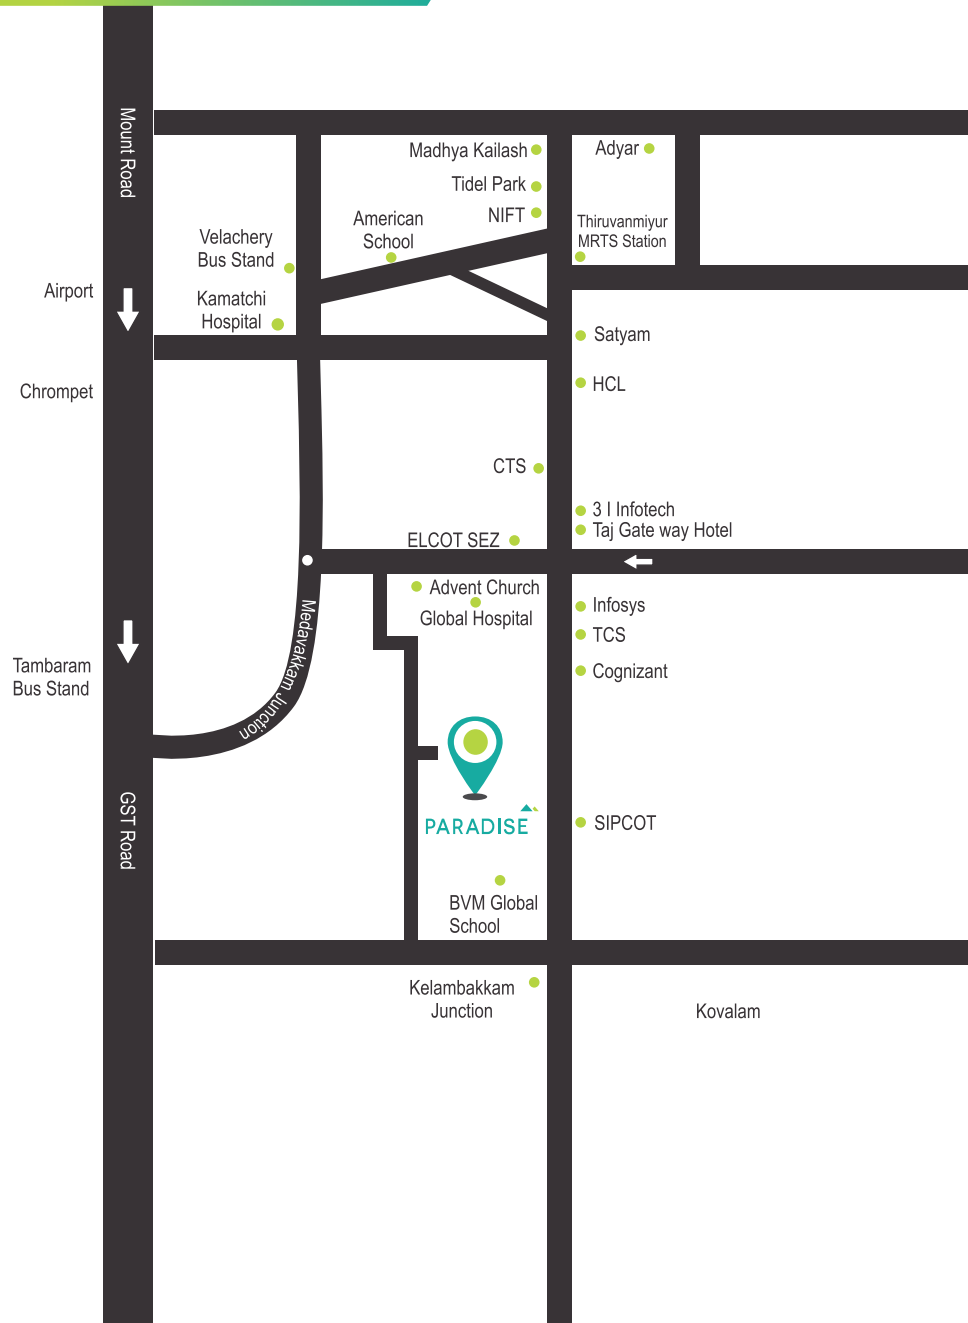 Mount Road
Madhya Kailash
Adyar
Tidel Park
NIFT
American
School
Thiruvanmiyur
MRTS Station
Velachery
Bus Stand
Airport
Kamatchi
Hospital
Satyam
Chrompet
HCL
CTS
3 I Infotech
Taj Gate way Hotel
ELCOT SEZ
Advent Church
Global Hospital
Infosys
TCS
Medavakkam Junction
Tambaram
Bus Stand
Cognizant
GST Road
PARADISE
SIPCOT
BVM Global
School
Kelambakkam
Junction
Kovalam